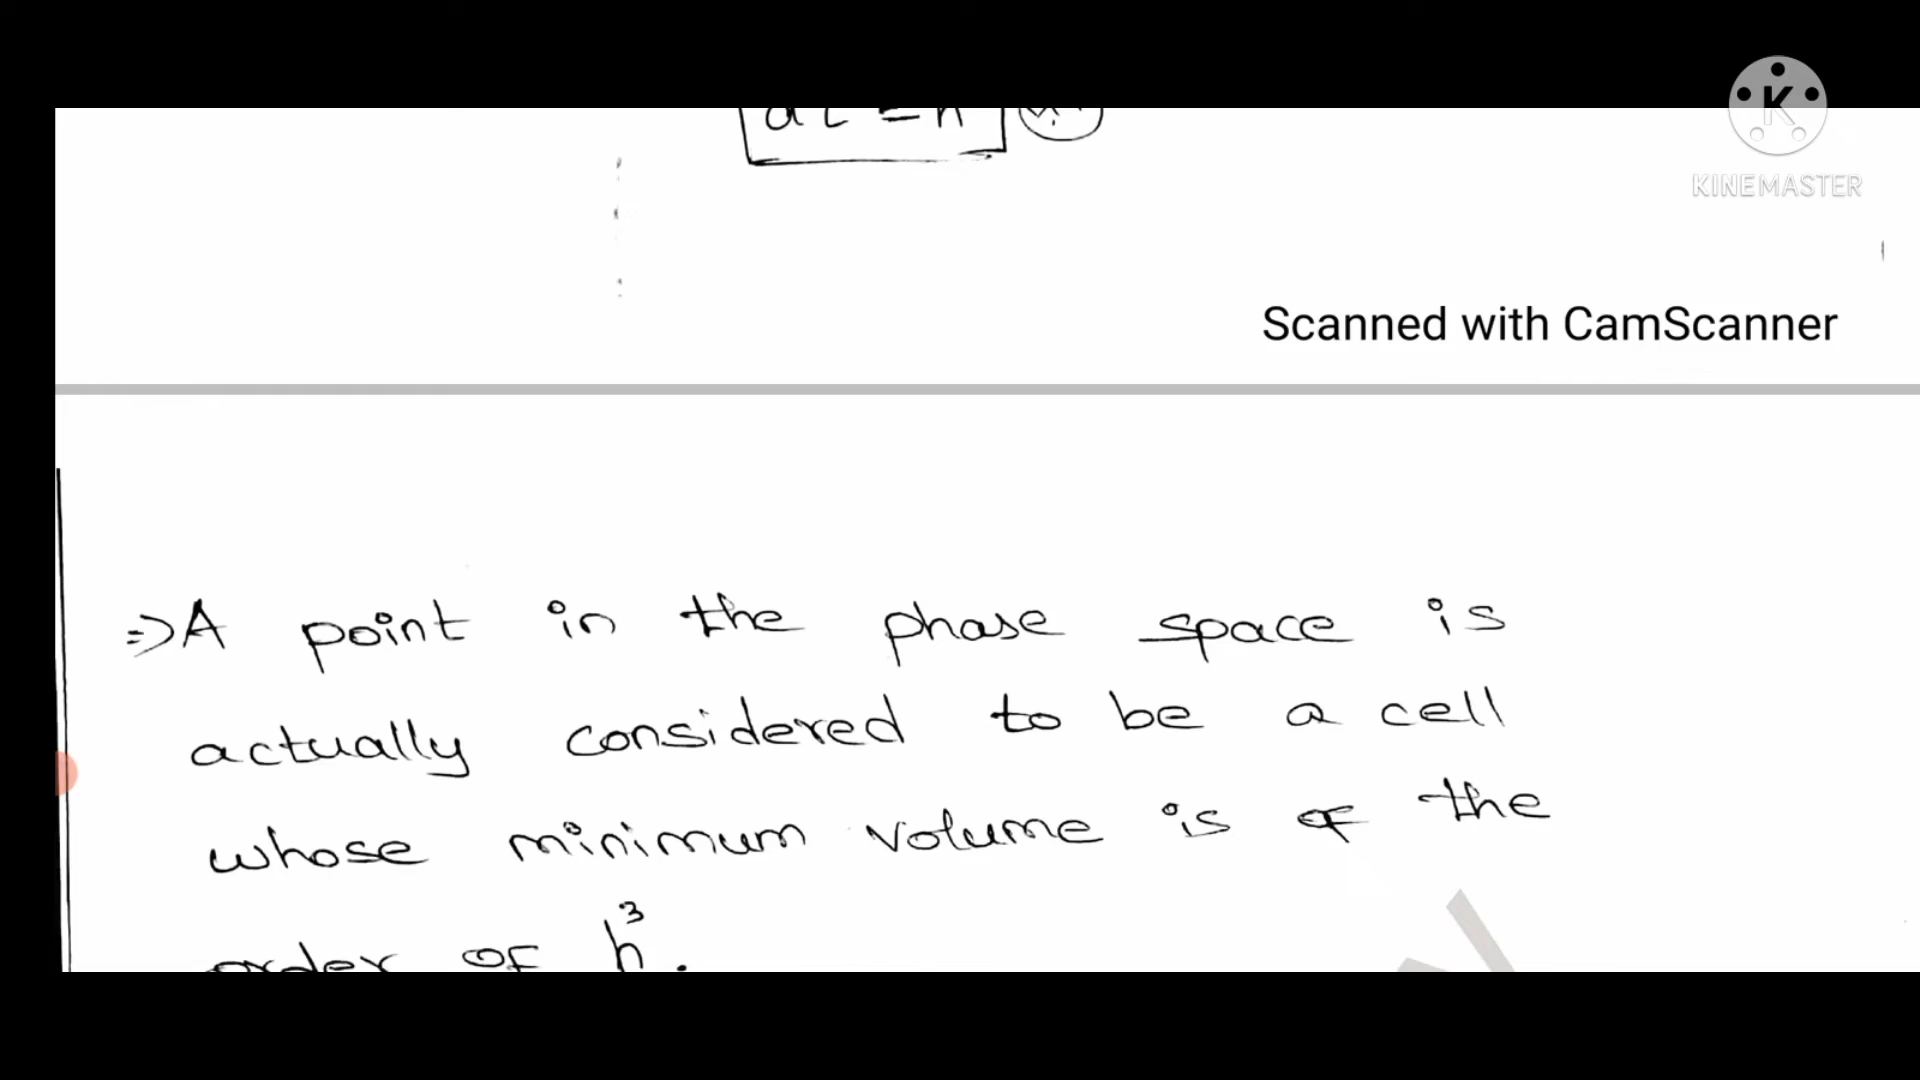 K
KINEMASTER
Scanned with CamScanner
⇒ A point in the phase space is
actually considered to be a cell
whose minimum volume is of the
order of h³.